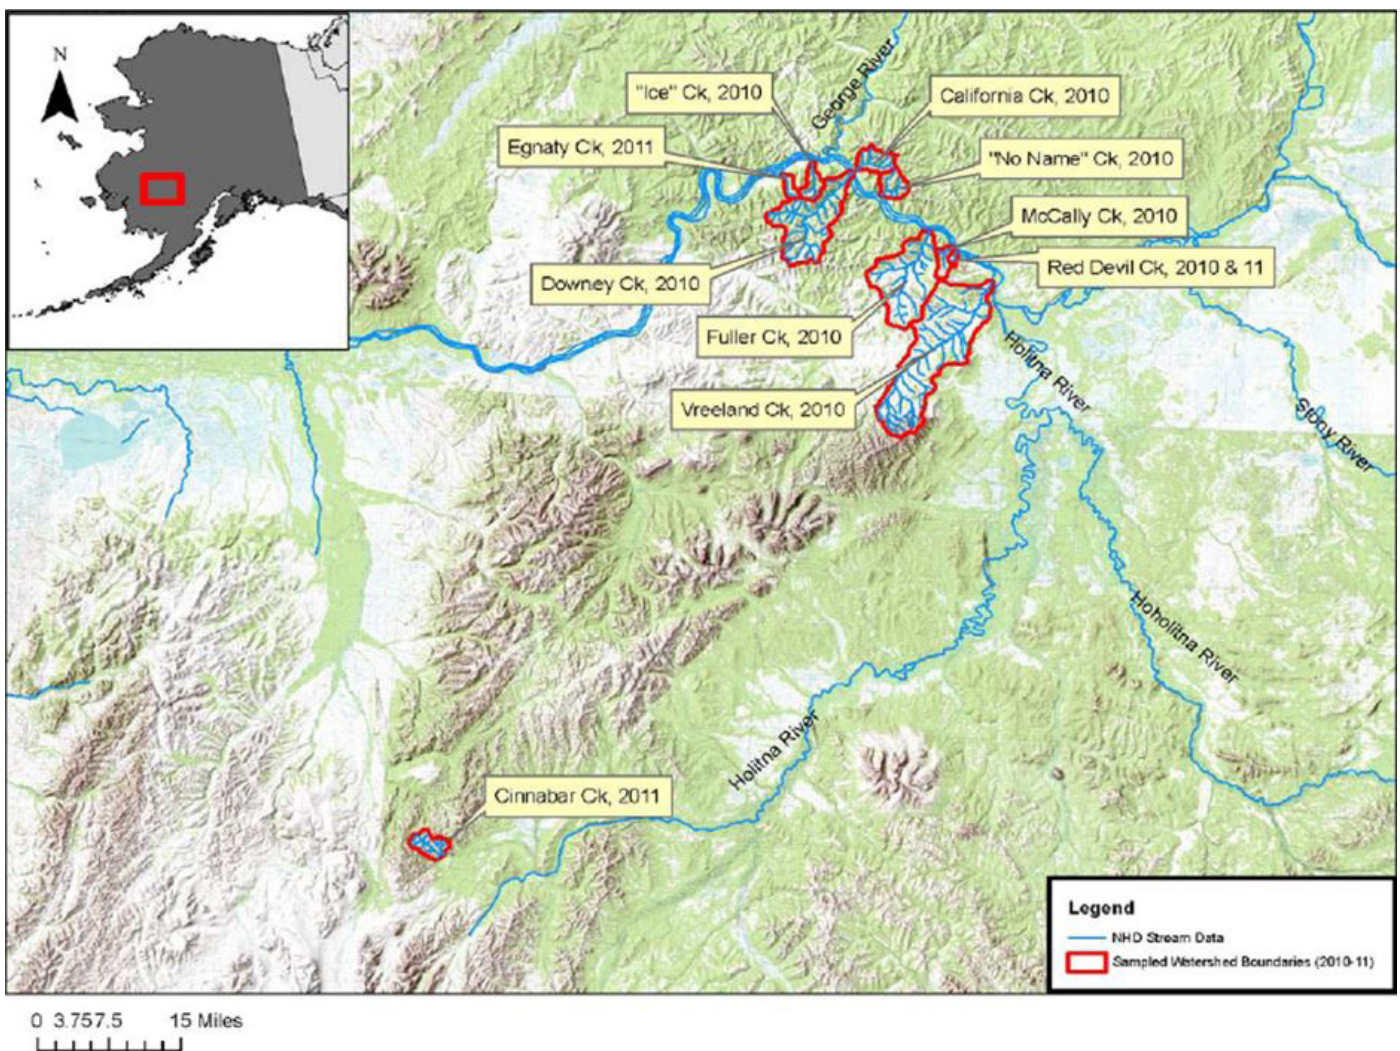 N
"Ice" Ck, 2010
George River
California Ck, 2010
Egnaty Ck, 2011
"No Name" Ck, 2010
McCally Ck, 2010
Red Devil Ck, 2010 & 11
Downey Ck, 2010
Fuller Ck, 2010
Holitna River
Vreeland Ck, 2010
Stony River
Hoholitna River
Holitna River
Cinnabar Ck, 2011
Legend
NHD Stream Data
Sampled Watershed Boundaries (2010-11)
0 3.757.5 15 Miles